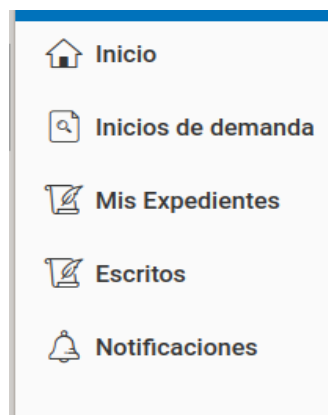 Inicio
Inicios de demanda
Mis Expedientes
Escritos
Notificaciones